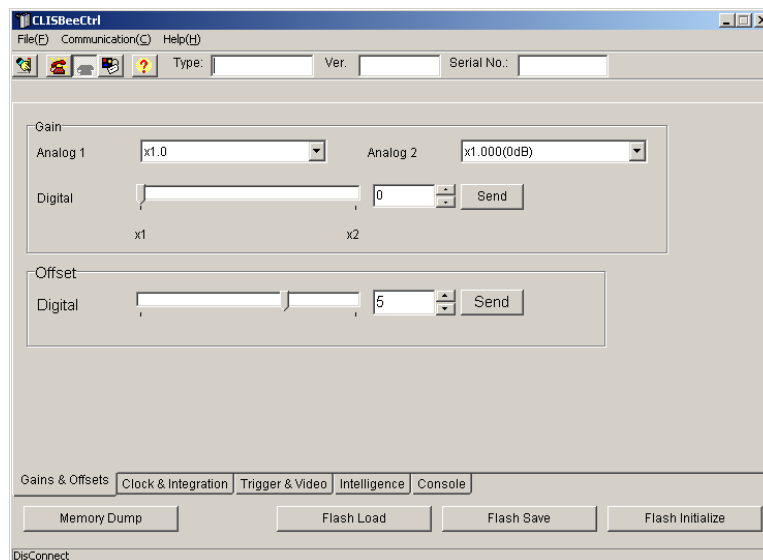 CLISBeeCtrl
File(F) Communication(C) Help(H)
Type: Ver. Serial No.:
Gain
Analog 1 x1.0 Analog 2 x1.000(0dB)
Digital 0 Send
x1 x2
Offset
Digital 5 Send
Gains & Offsets Clock & Integration Trigger & Video Intelligence Console
Memory Dump Flash Load Flash Save Flash Initialize
DisConnect